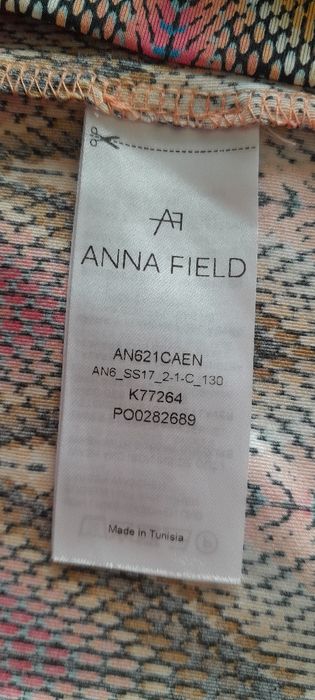 AF
ANNA FIELD
AN621CAEN
AN6_SS17_2-1-C_130
K77264
PO0282689
Made in Tunisia